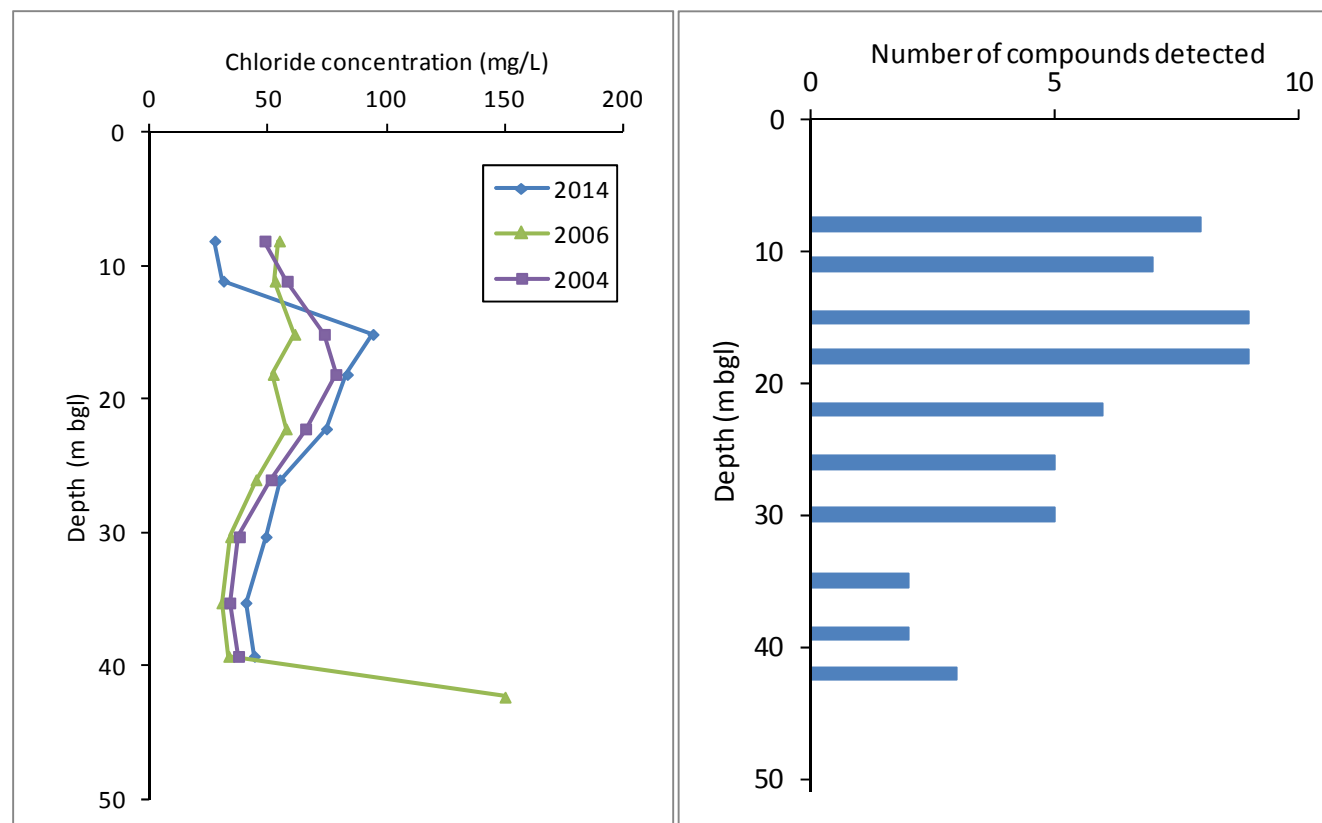 Chloride concentration (mg/L)
0 50 100 150 200
0
10
20
30
40
50
Depth (m bgl)
2014
2006
2004
Number of compounds detected
0 5 10
0
10
20
30
40
50
Depth (m bgl)